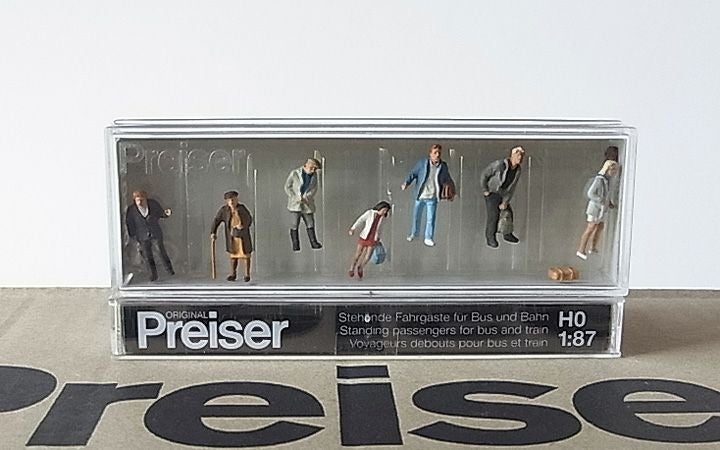 Preiser
ORIGINAL
Preiser
Stehende Fahrgäste für Bus und Bahn
Standing passengers for bus and train
Voyageurs debouts pour bus et train
H0
1:87
Preise